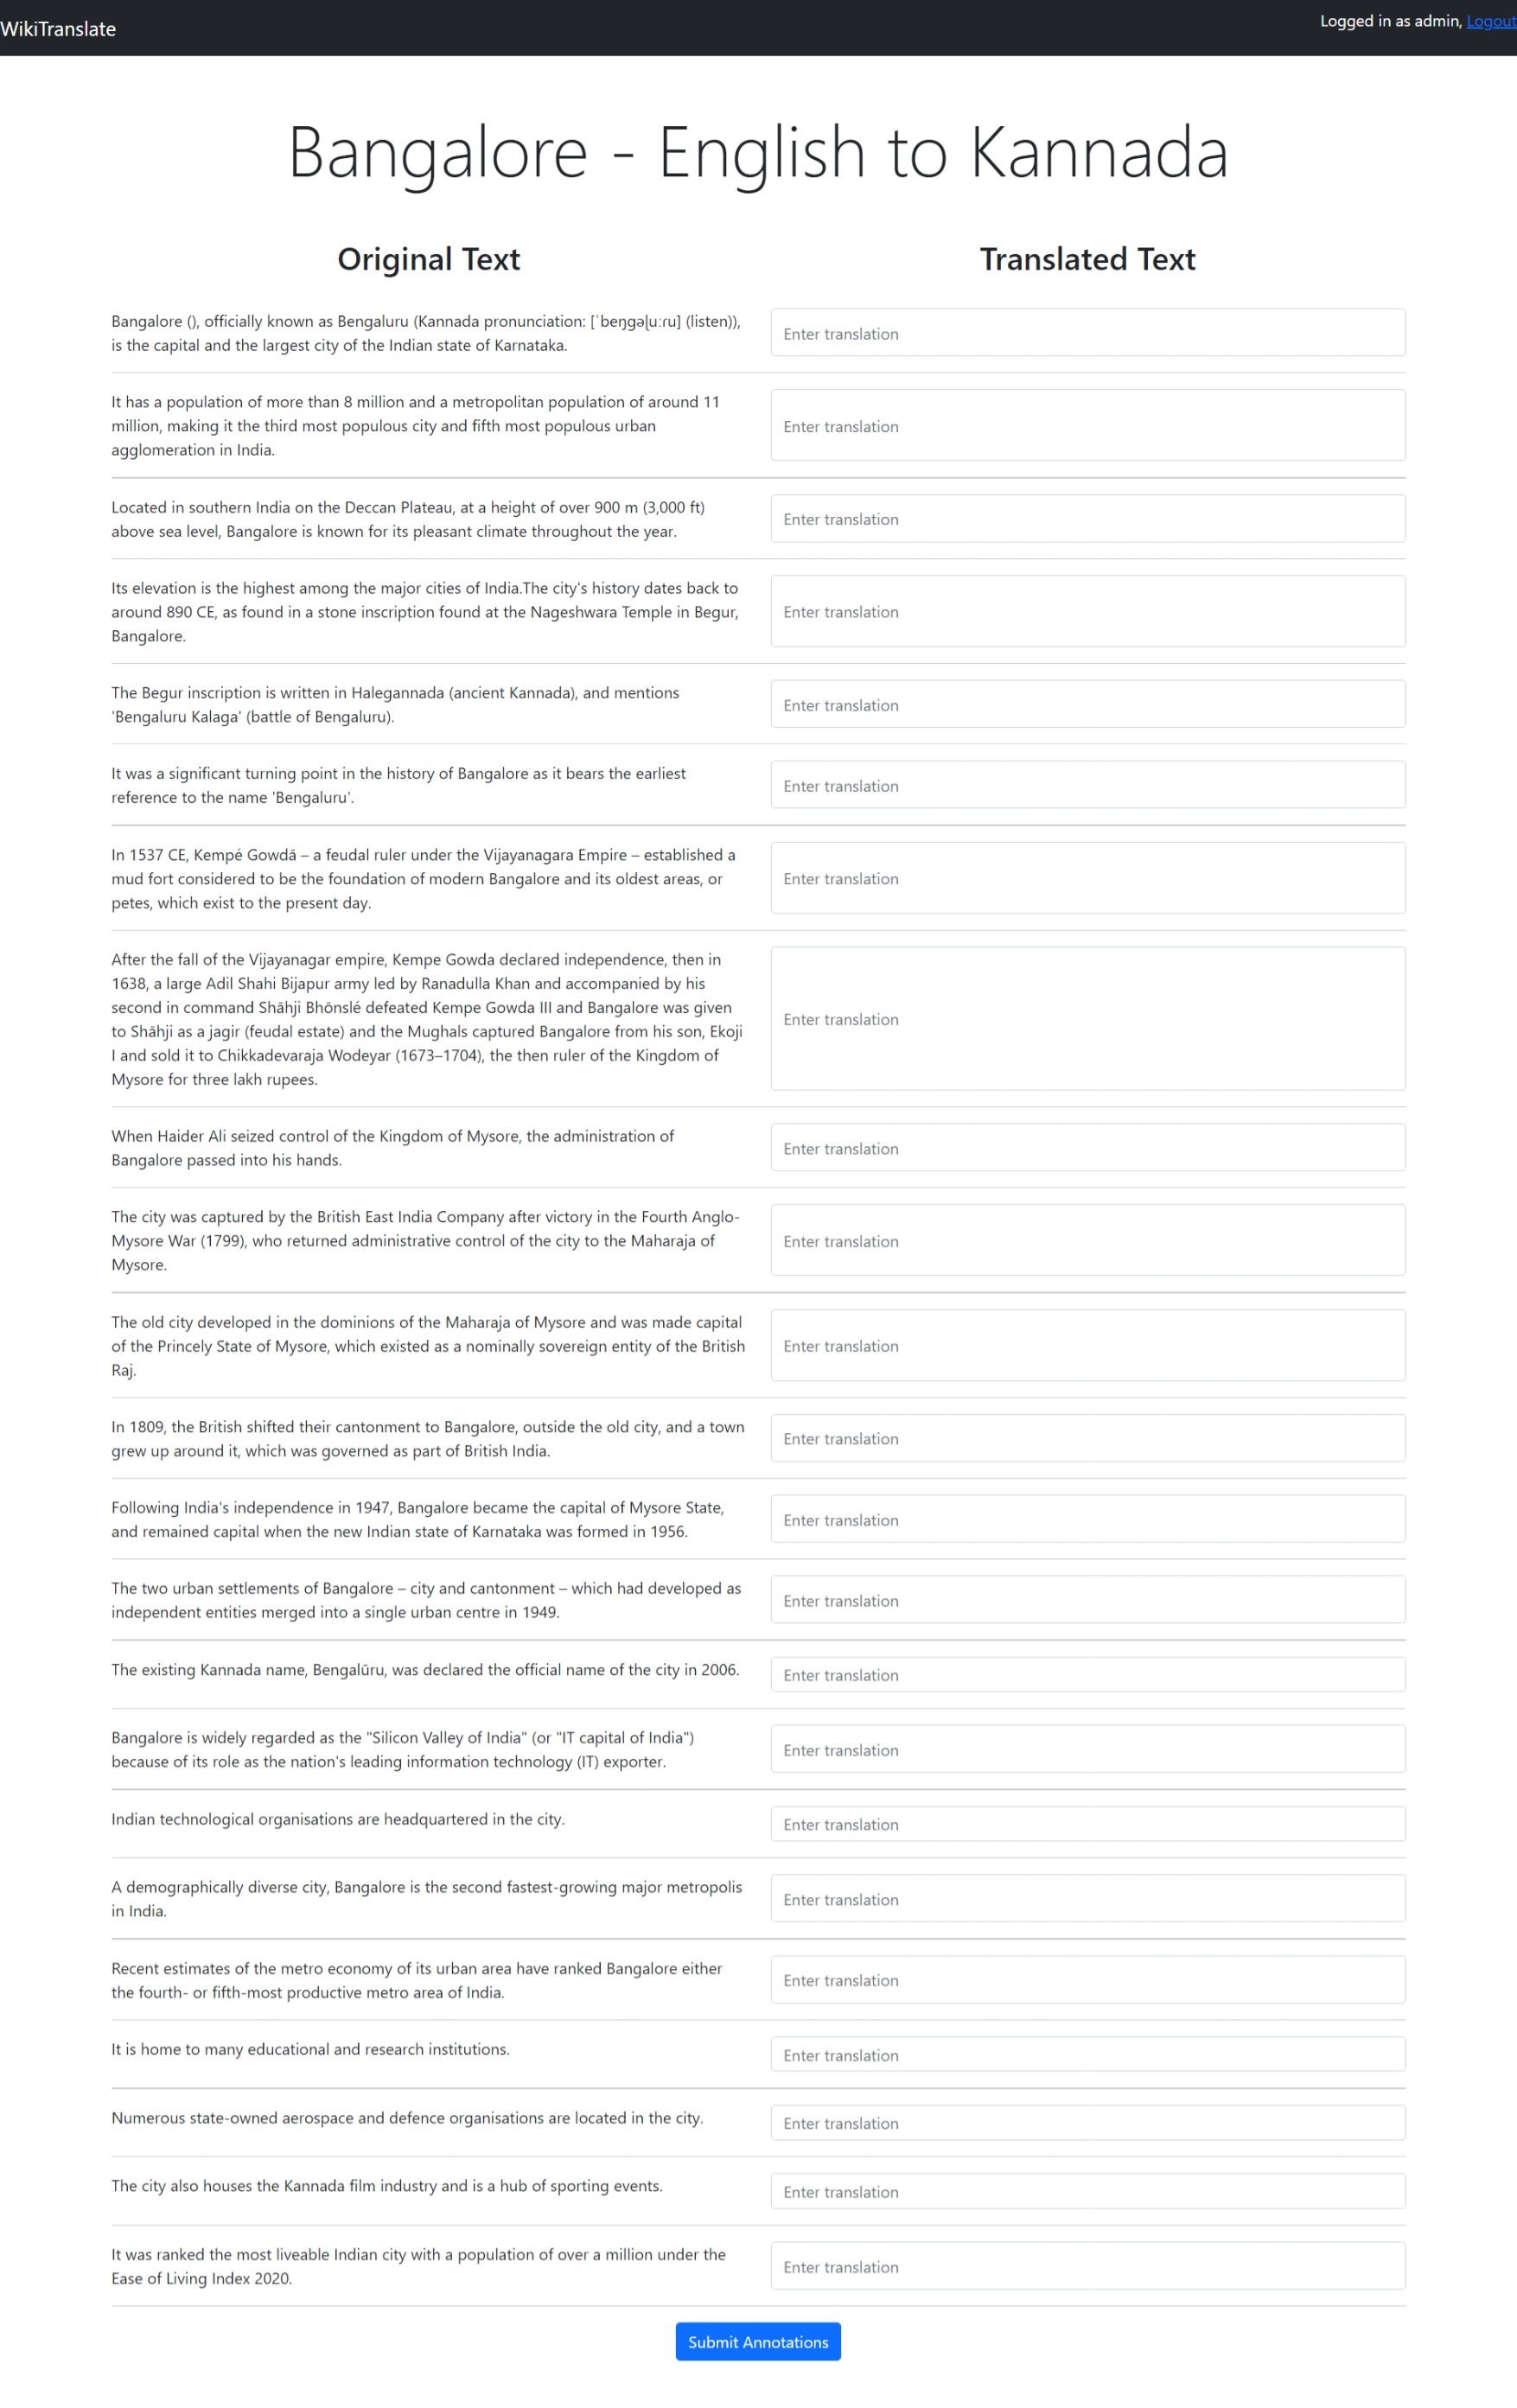 WikiTranslate
Logged in as admin, Logout
Bangalore - English to Kannada
Original Text
Translated Text
Bangalore (), officially known as Bengaluru (Kannada pronunciation: [ˈbeŋɡəɭuːɾu] (listen)),
is the capital and the largest city of the Indian state of Karnataka.
Enter translation
It has a population of more than 8 million and a metropolitan population of around 11
million, making it the third most populous city and fifth most populous urban
agglomeration in India.
Enter translation
Located in southern India on the Deccan Plateau, at a height of over 900 m (3,000 ft)
above sea level, Bangalore is known for its pleasant climate throughout the year.
Enter translation
Its elevation is the highest among the major cities of India.The city's history dates back to
around 890 CE, as found in a stone inscription found at the Nageshwara Temple in Begur,
Bangalore.
Enter translation
The Begur inscription is written in Halegannada (ancient Kannada), and mentions
'Bengaluru Kalaga' (battle of Bengaluru).
Enter translation
It was a significant turning point in the history of Bangalore as it bears the earliest
reference to the name 'Bengaluru'.
Enter translation
In 1537 CE, Kempé Gowdā – a feudal ruler under the Vijayanagara Empire – established a
mud fort considered to be the foundation of modern Bangalore and its oldest areas, or
petes, which exist to the present day.
Enter translation
After the fall of the Vijayanagar empire, Kempe Gowda declared independence, then in
1638, a large Adil Shahi Bijapur army led by Ranadulla Khan and accompanied by his
second in command Shāhji Bhōnslé defeated Kempe Gowda III and Bangalore was given
to Shāhji as a jagir (feudal estate) and the Mughals captured Bangalore from his son, Ekoji
I and sold it to Chikkadevaraja Wodeyar (1673–1704), the then ruler of the Kingdom of
Mysore for three lakh rupees.
Enter translation
When Haider Ali seized control of the Kingdom of Mysore, the administration of
Bangalore passed into his hands.
Enter translation
The city was captured by the British East India Company after victory in the Fourth Anglo-
Mysore War (1799), who returned administrative control of the city to the Maharaja of
Mysore.
Enter translation
The old city developed in the dominions of the Maharaja of Mysore and was made capital
of the Princely State of Mysore, which existed as a nominally sovereign entity of the British
Raj.
Enter translation
In 1809, the British shifted their cantonment to Bangalore, outside the old city, and a town
grew up around it, which was governed as part of British India.
Enter translation
Following India's independence in 1947, Bangalore became the capital of Mysore State,
and remained capital when the new Indian state of Karnataka was formed in 1956.
Enter translation
The two urban settlements of Bangalore – city and cantonment – which had developed as
independent entities merged into a single urban centre in 1949.
Enter translation
The existing Kannada name, Bengalūru, was declared the official name of the city in 2006.
Enter translation
Bangalore is widely regarded as the "Silicon Valley of India" (or "IT capital of India")
because of its role as the nation's leading information technology (IT) exporter.
Enter translation
Indian technological organisations are headquartered in the city.
Enter translation
A demographically diverse city, Bangalore is the second fastest-growing major metropolis
in India.
Enter translation
Recent estimates of the metro economy of its urban area have ranked Bangalore either
the fourth- or fifth-most productive metro area of India.
Enter translation
It is home to many educational and research institutions.
Enter translation
Numerous state-owned aerospace and defence organisations are located in the city.
Enter translation
The city also houses the Kannada film industry and is a hub of sporting events.
Enter translation
It was ranked the most liveable Indian city with a population of over a million under the
Ease of Living Index 2020.
Enter translation
Submit Annotations